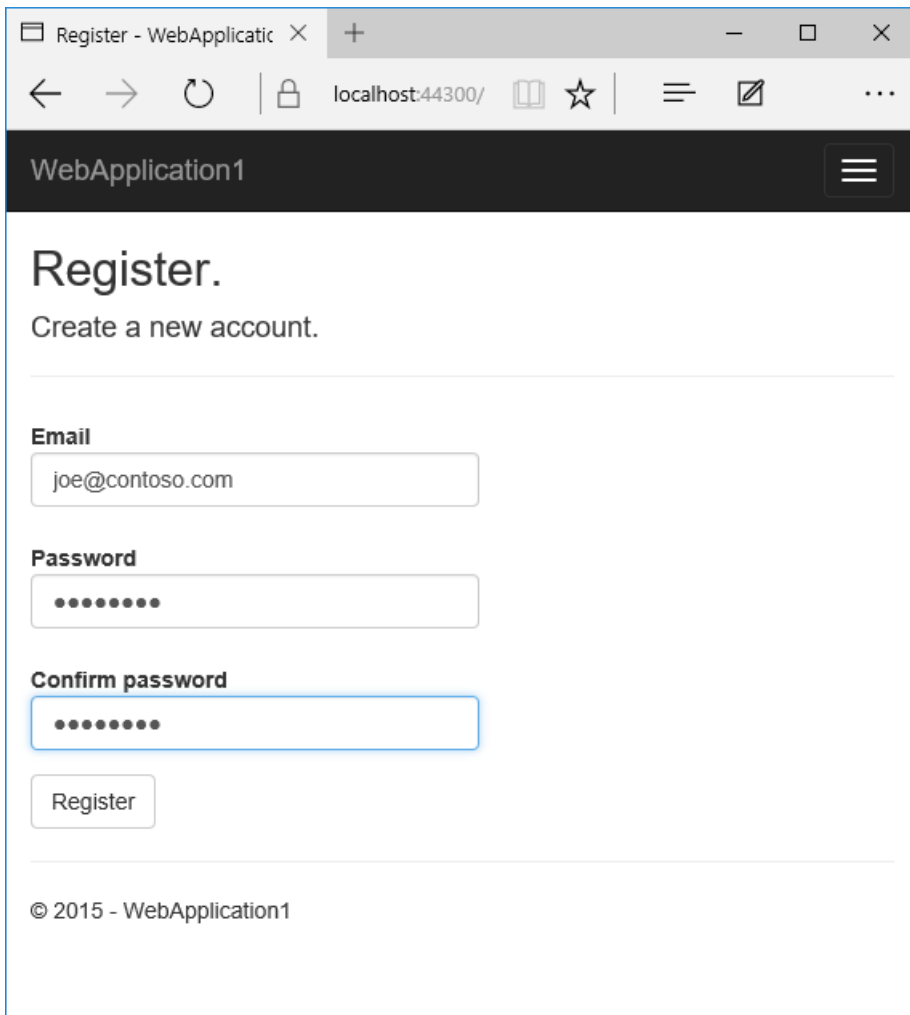 Register - WebApplicatic
localhost:44300/
WebApplication1
Register.
Create a new account.
Email
joe@contoso.com
Password
●●●●●●●●
Confirm password
●●●●●●●●
Register
© 2015 - WebApplication1